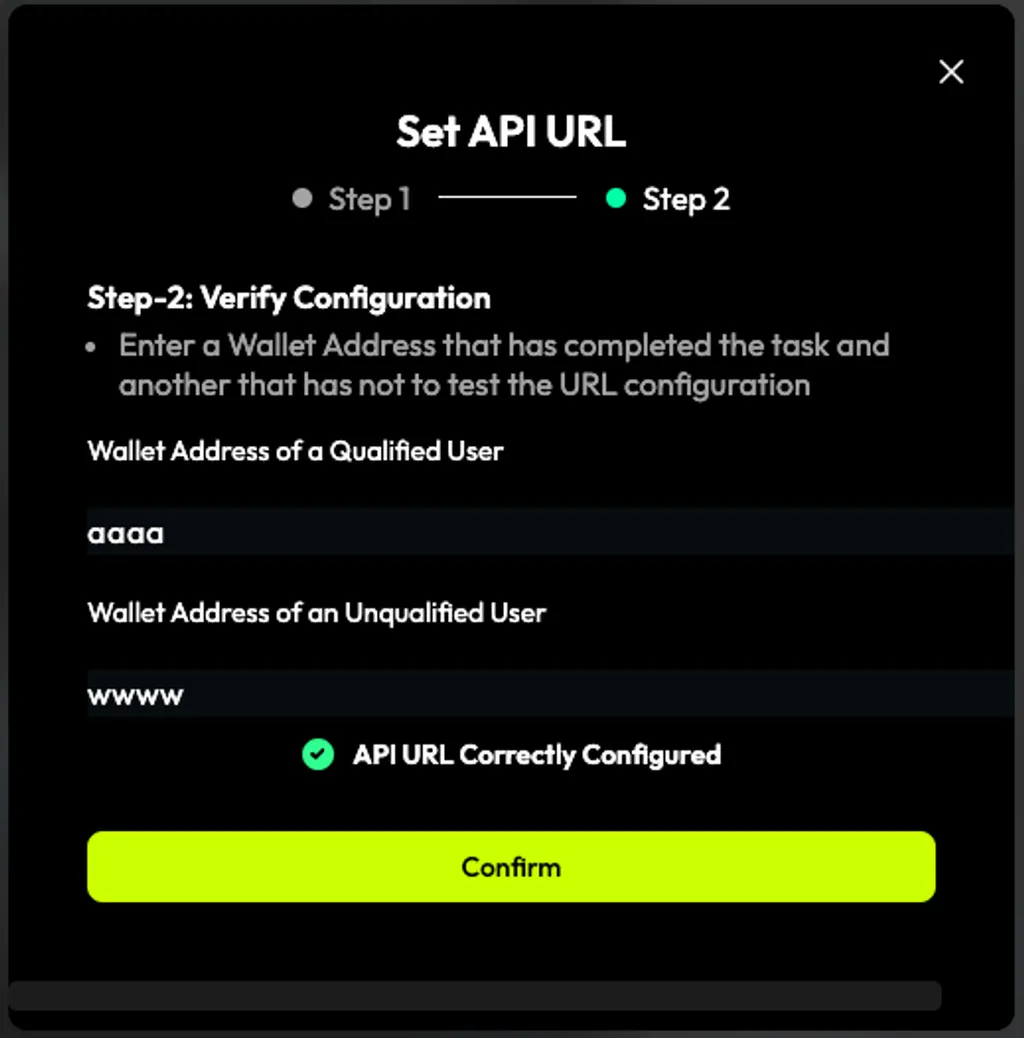 Set API URL
Step 1
Step 2
Step-2: Verify Configuration
• Enter a Wallet Address that has completed the task and
another that has not to test the URL configuration
Wallet Address of a Qualified User
aaaa
Wallet Address of an Unqualified User
wwww
API URL Correctly Configured
Confirm